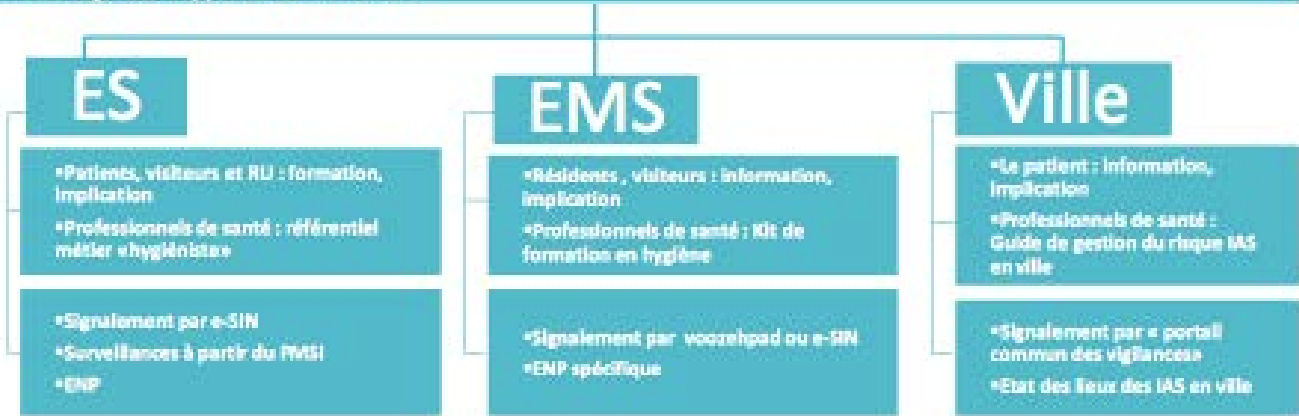 ES
•Patients, visiteurs et RU : formation,
implication
•Professionnels de santé : référentiel
métier «hygiéniste»
•Signalement par e-SIN
•Surveillances à partir du PMSI
•ENP
EMS
•Résidents , visiteurs : information,
implication
•Professionnels de santé : Kit de
formation en hygiène
•Signalement par voozehpad ou e-SIN
•ENP spécifique
Ville
•Le patient : information,
implication
•Professionnels de santé :
Guide de gestion du risque IAS
en ville
•Signalement par « portail
commun des vigilances»
•Etat des lieux des IAS en ville